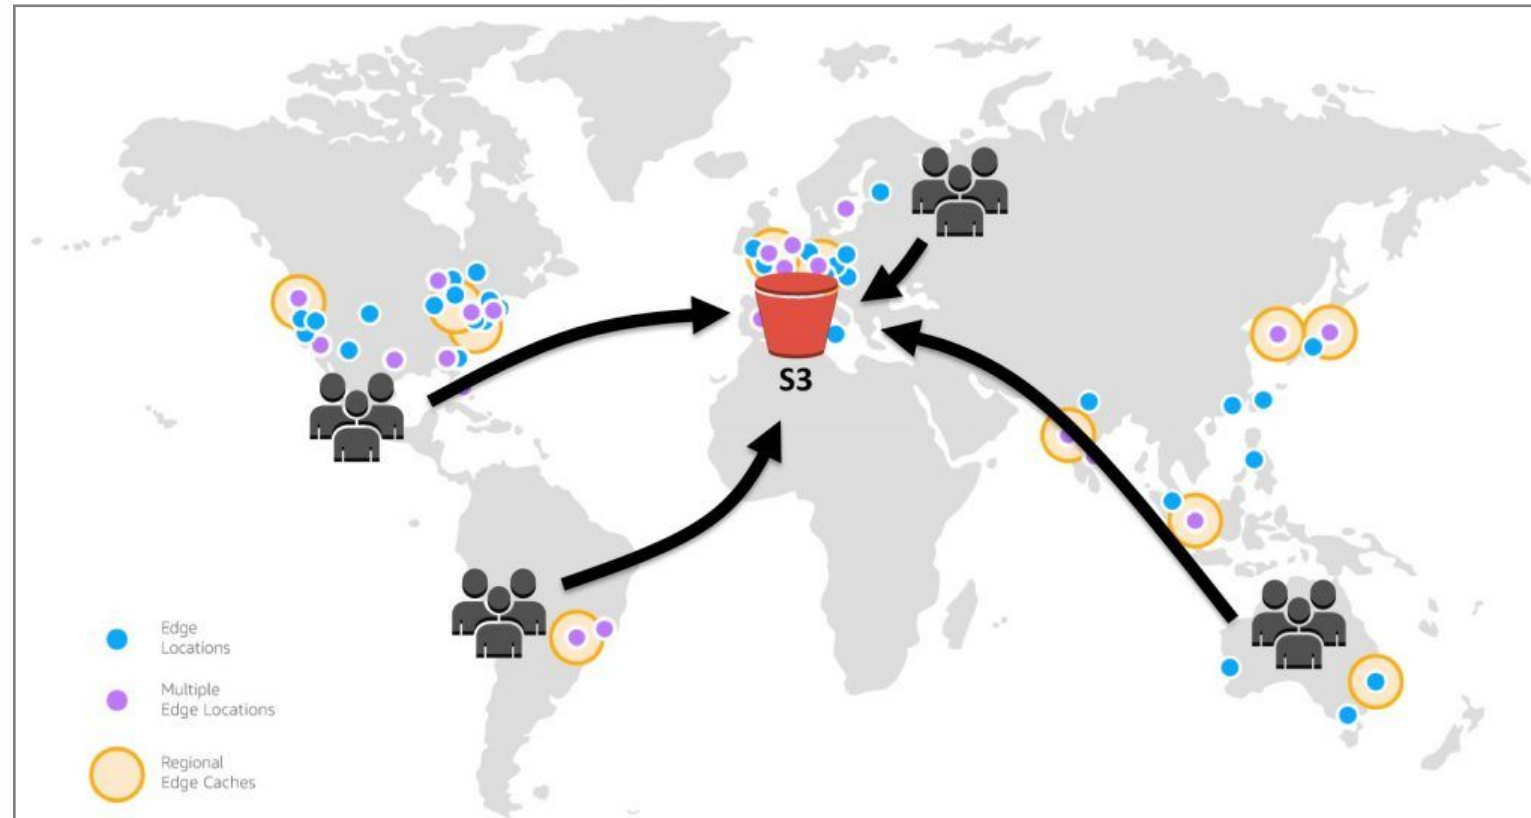 S3
Edge
Locations
Multiple
Edge Locations
Regional
Edge Caches